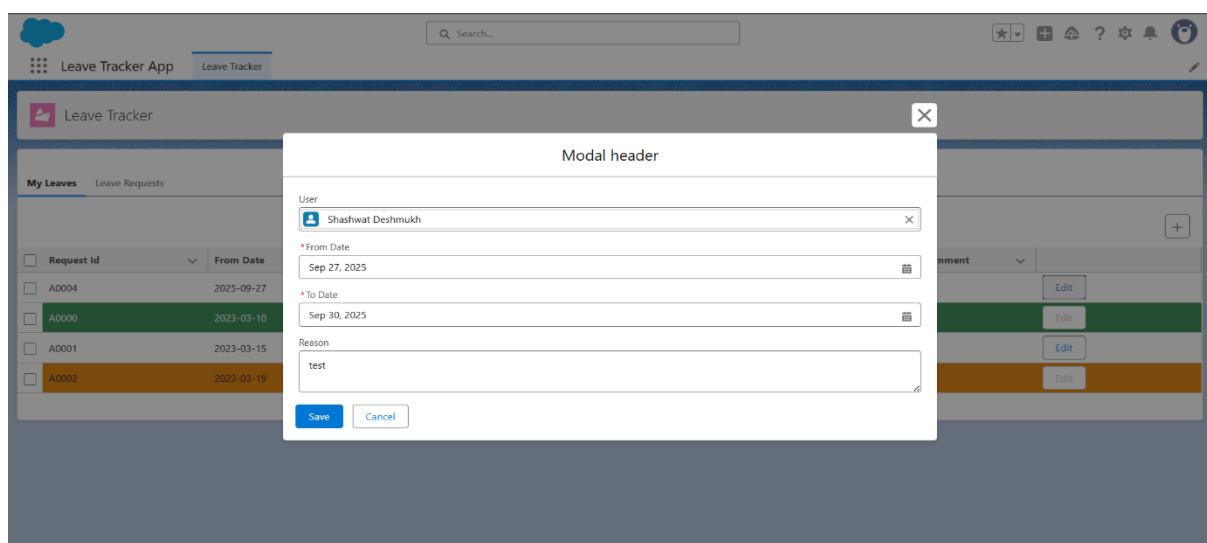 Search...
Leave Tracker App
Leave Tracker
Leave Tracker
Modal header
My Leaves
Leave Requests
User
Shashwat Deshmukh
*From Date
Sep 27, 2025
*To Date
Sep 30, 2025
Reason
test
Save
Cancel
Request Id
From Date
A0004
2025-09-27
Edit
A0000
2023-03-10
Edit
A0001
2023-03-15
Edit
A0002
2023-03-19
Edit